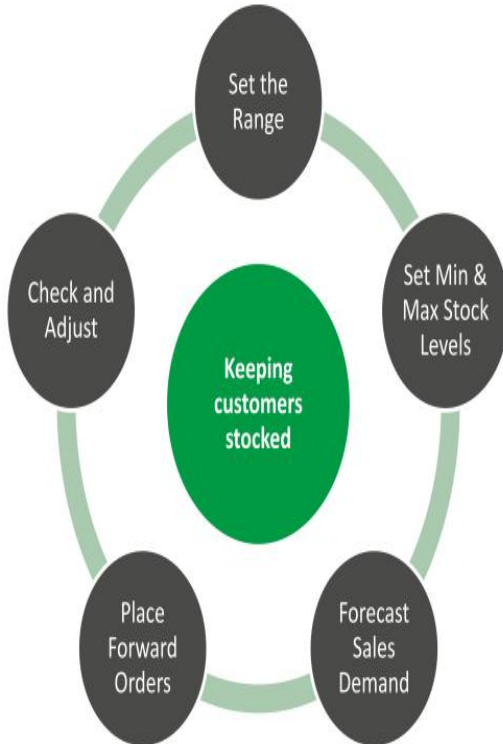 Set the
Range
Set Min &
Max Stock
Levels
Forecast
Sales
Demand
Place
Forward
Orders
Check and
Adjust
Keeping
customers
stocked